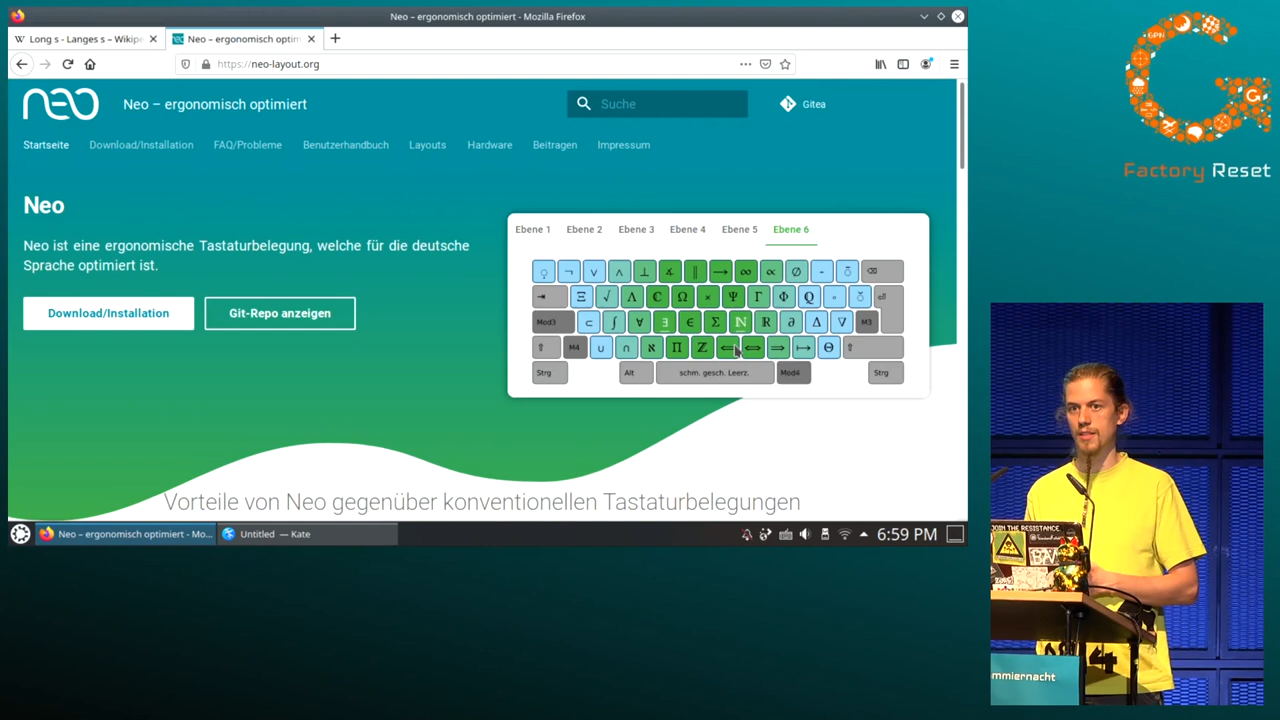 Neo – ergonomisch optimiert - Mozilla Firefox
Long s - Langes s – Wikipe
Neo – ergonomisch optim
https://neo-layout.org
neo
Neo – ergonomisch optimiert
Suche
Gitea
Startseite
Download/Installation
FAQ/Probleme
Benutzerhandbuch
Layouts
Hardware
Beitragen
Impressum
Neo
Neo ist eine ergonomische Tastaturbelegung, welche für die deutsche
Sprache optimiert ist.
Download/Installation
Git-Repo anzeigen
Ebene 1 Ebene 2 Ebene 3 Ebene 4 Ebene 5 Ebene 6
¬ ∨ ∧ ⊥ ∡ ∥ → ∞ ∝ ∅
Ξ √ Λ ℂ Ω × Ψ Γ Φ ℚ
Mod3 ⊂ ∫ ∀ ∃ ∈ Σ ℕ ℝ ∂ Δ ∇ M3
⇧ M4 ∪ ∩ ℵ Π ℤ ⇐ ⇔ ⇒ ↦ Θ ⇧
Strg Alt schm. gesch. Leerz. Mod4 Strg
Vorteile von Neo gegenüber konventionellen Tastaturbelegungen
Neo – ergonomisch optimiert - Mo...
Untitled — Kate
6:59 PM
GPN
G
Factory Reset
JOIN THE RESISTANCE.
mmiernacht